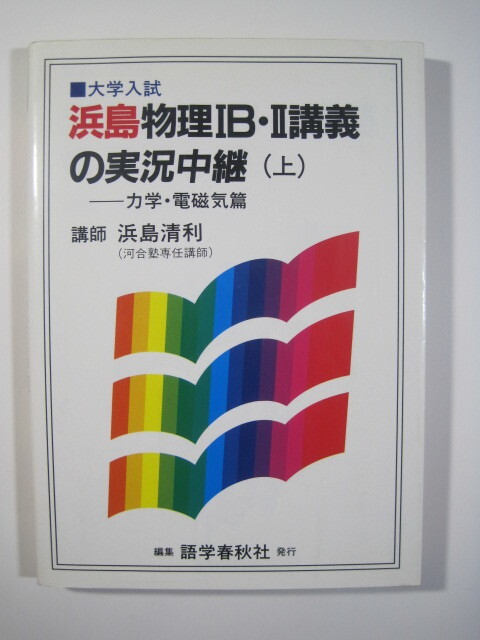 ■大学入試
浜島物理IB・II講義
の実況中継(上)
──力学・電磁気篇
講師 浜島清利
(河合塾専任講師)
編集 語学春秋社 発行